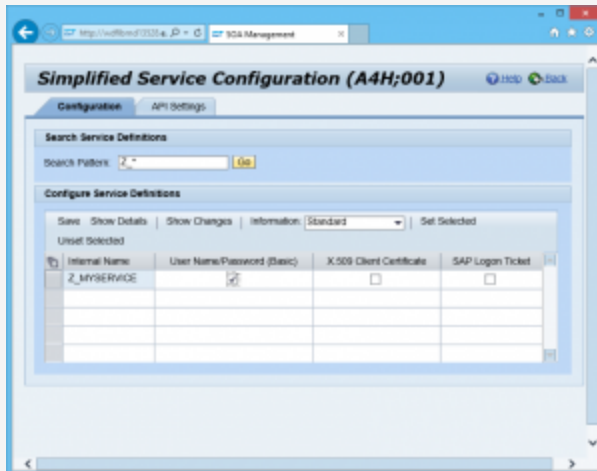 SOA Management
Simplified Service Configuration (A4H;001)
Help Back
Configuration API Settings
Search Service Definitions
Search Pattern: Z_* Go
Configure Service Definitions
Save Show Details Show Changes Information: Standard Set Selected
Unset Selected
Internal Name User Name/Password (Basic) X.509 Client Certificate SAP Logon Ticket
Z_MYSERVICE